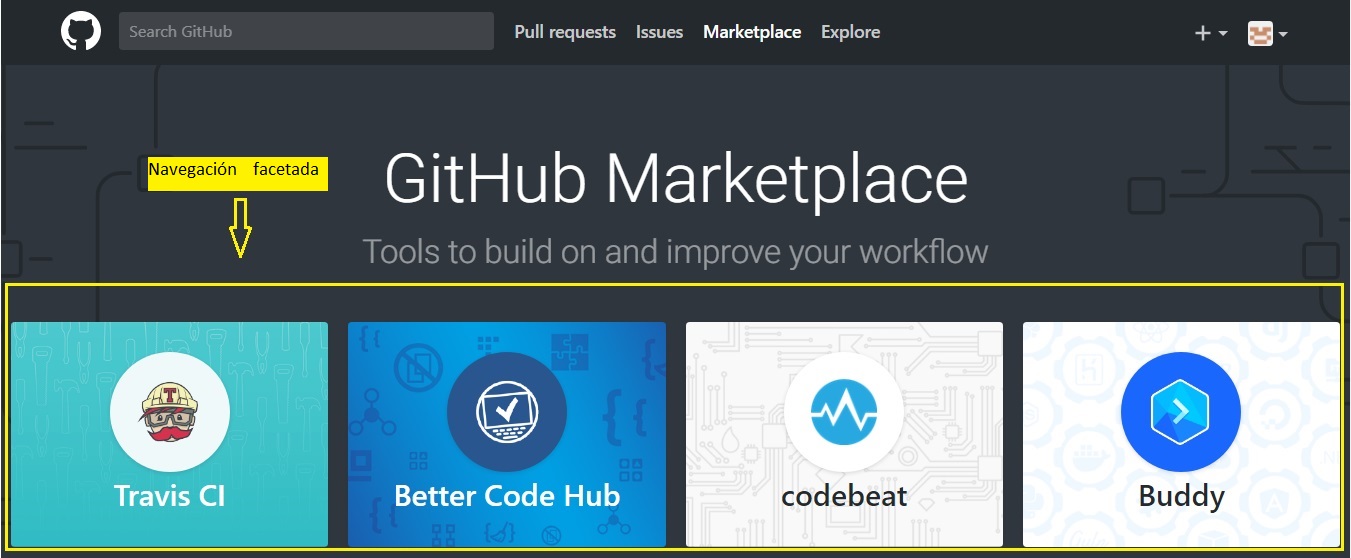 Search GitHub
Pull requests
Issues
Marketplace
Explore
Navegación facetada
GitHub Marketplace
Tools to build on and improve your workflow
T
Travis CI
Better Code Hub
codebeat
Buddy